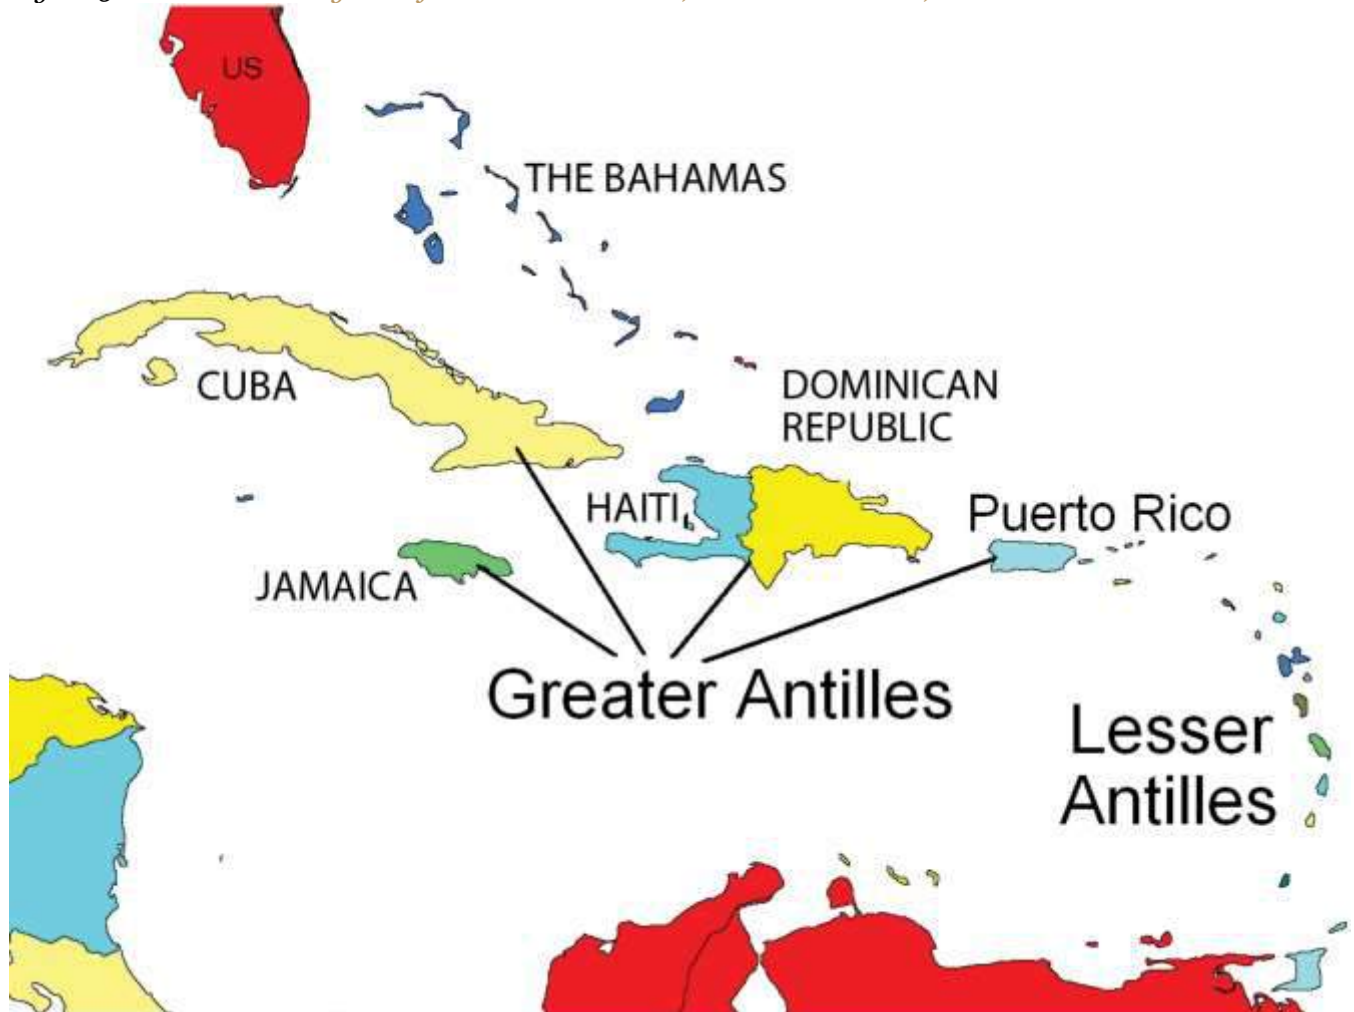 US
THE BAHAMAS
CUBA
DOMINICAN
REPUBLIC
HAITI
Puerto Rico
JAMAICA
Greater Antilles
Lesser
Antilles